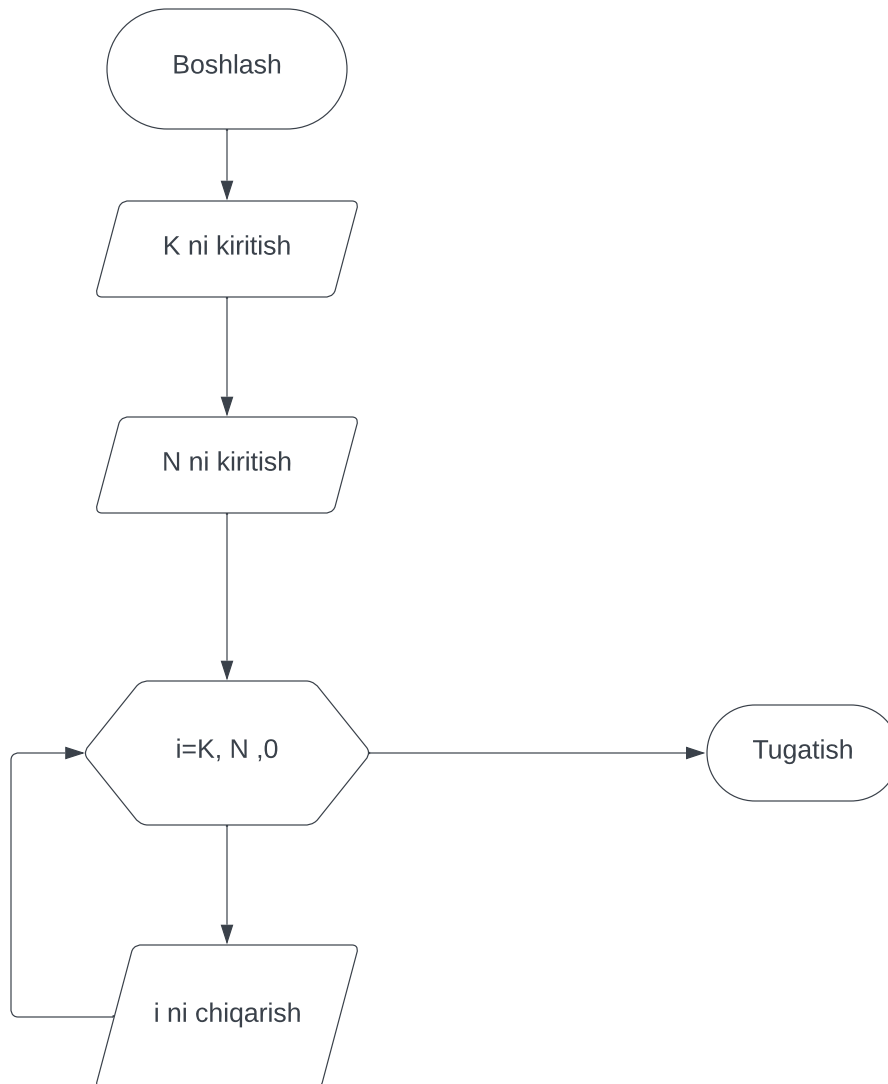 Boshlash
K ni kiritish
N ni kiritish
i=K, N ,0
Tugatish
i ni chiqarish